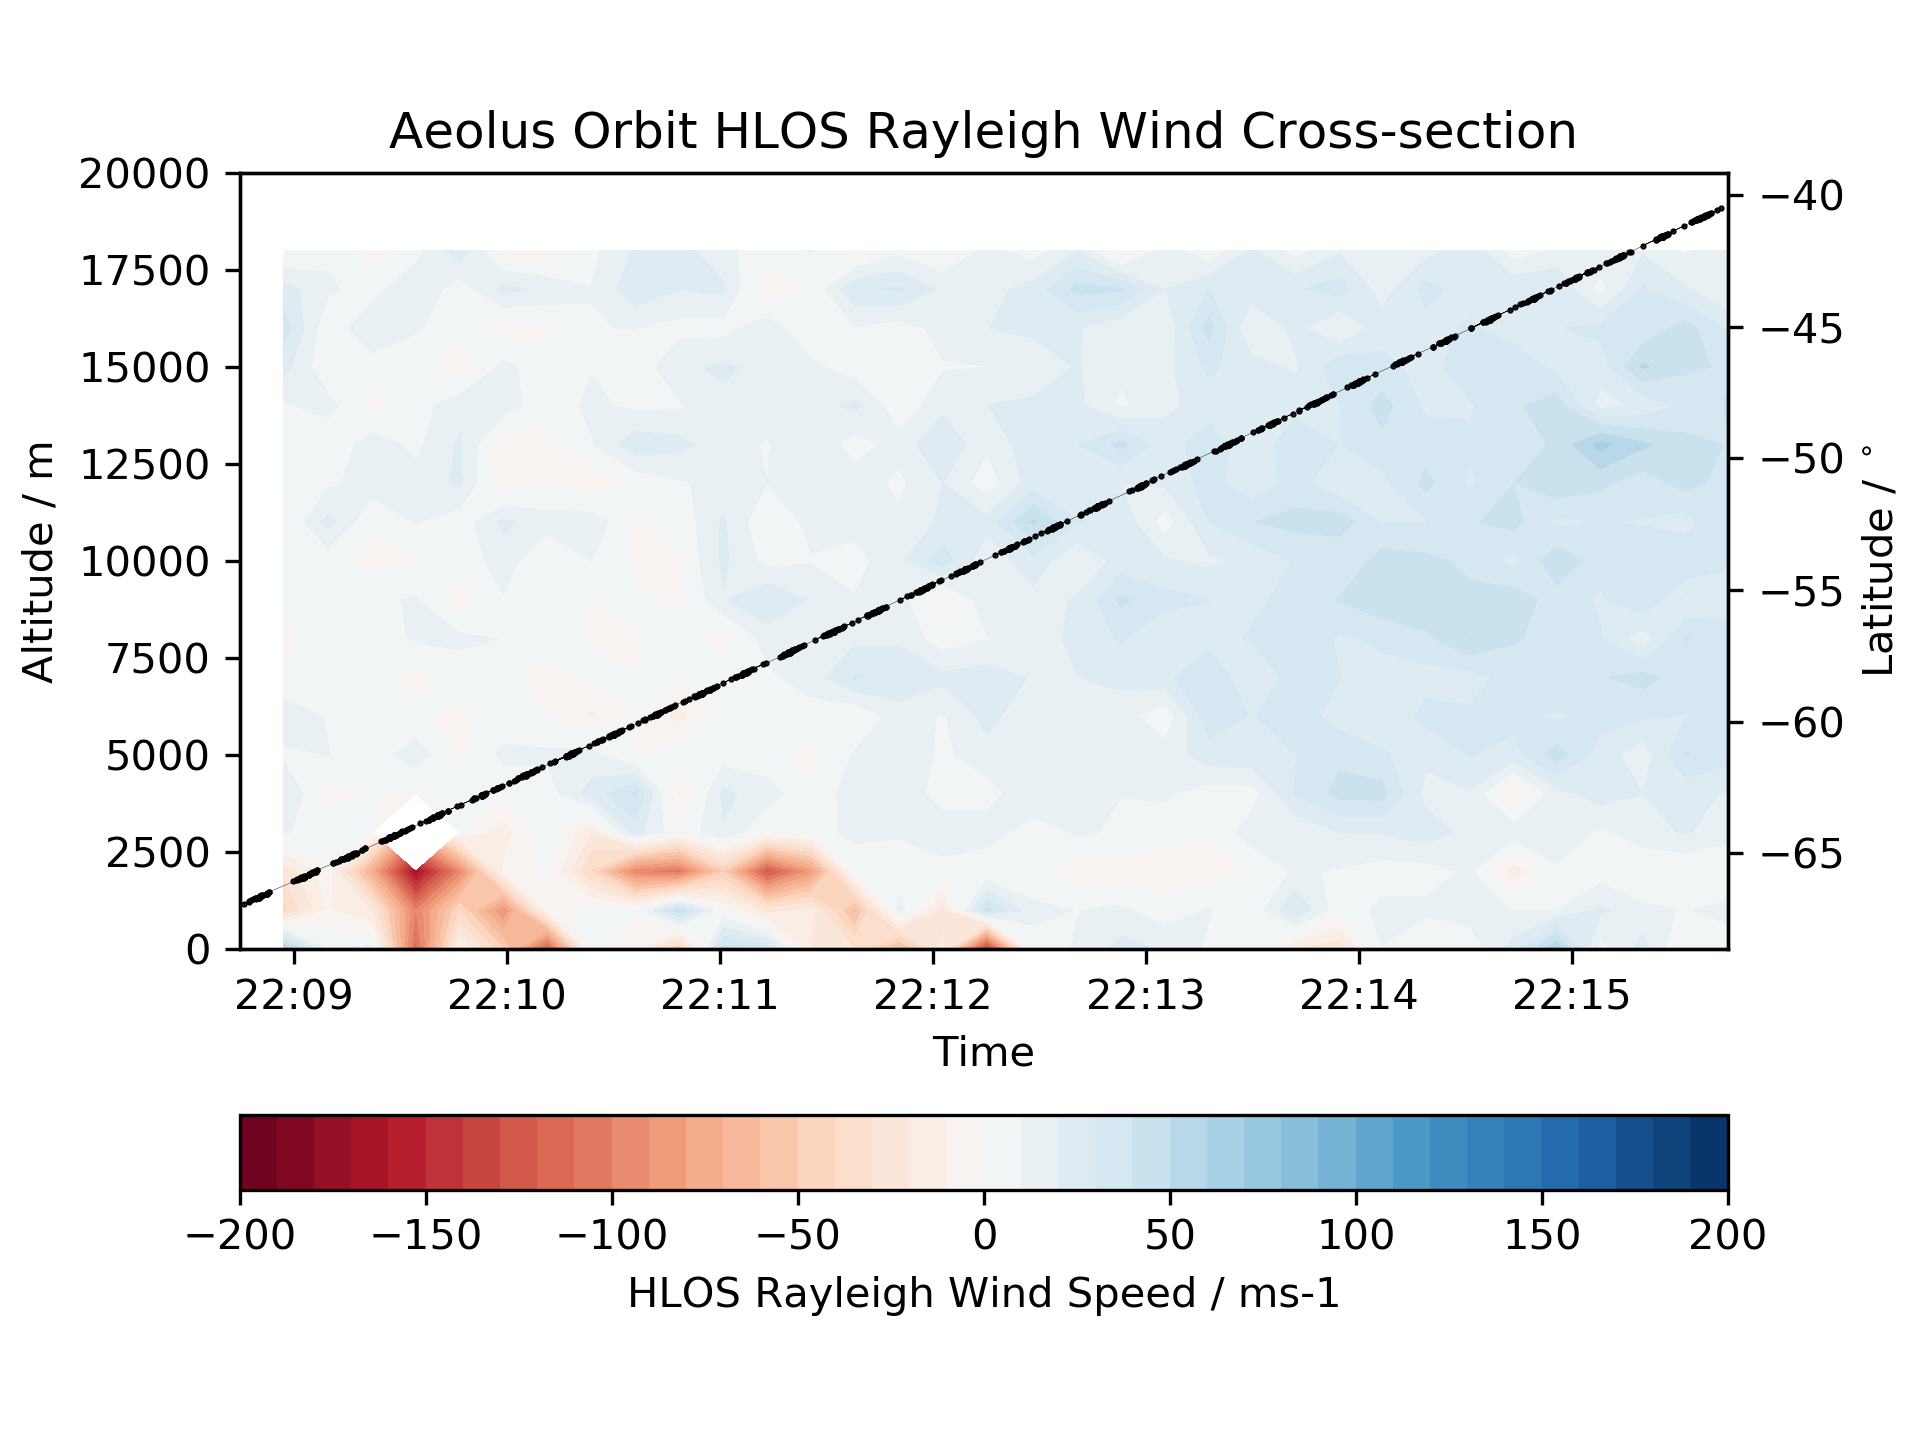 Aeolus Orbit HLOS Rayleigh Wind Cross-section
20000
17500
15000
12500
10000
7500
5000
2500
0
Altitude / m
−40
−45
−50
−55
−60
−65
Latitude / °
22:09 22:10 22:11 22:12 22:13 22:14 22:15
Time
−200 −150 −100 −50 0 50 100 150 200
HLOS Rayleigh Wind Speed / ms-1